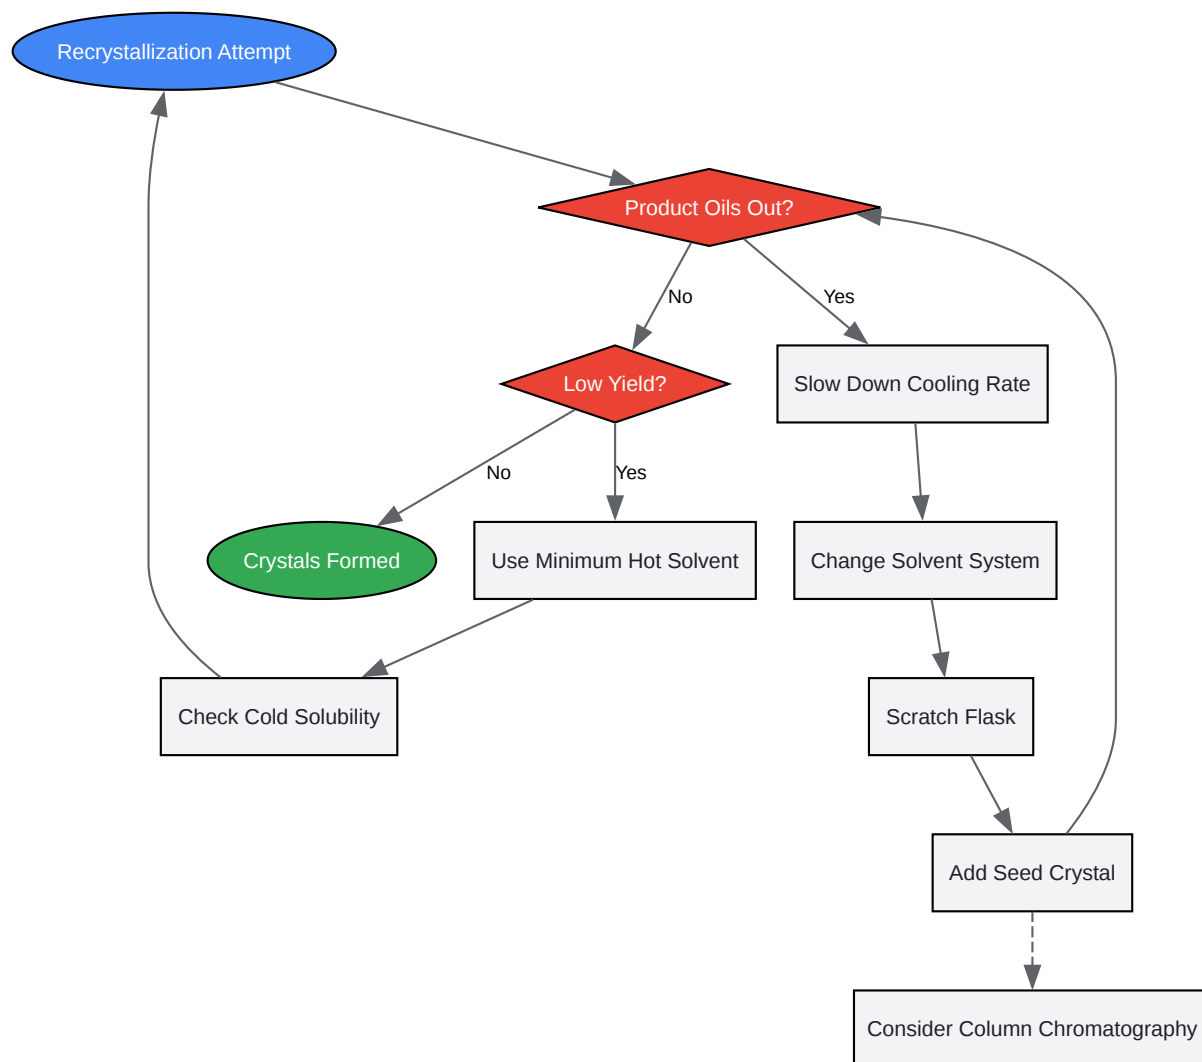 Recrystallization Attempt
Product Oils Out?
No
Yes
Low Yield?
Slow Down Cooling Rate
No
Yes
Crystals Formed
Use Minimum Hot Solvent
Change Solvent System
Check Cold Solubility
Scratch Flask
Add Seed Crystal
Consider Column Chromatography